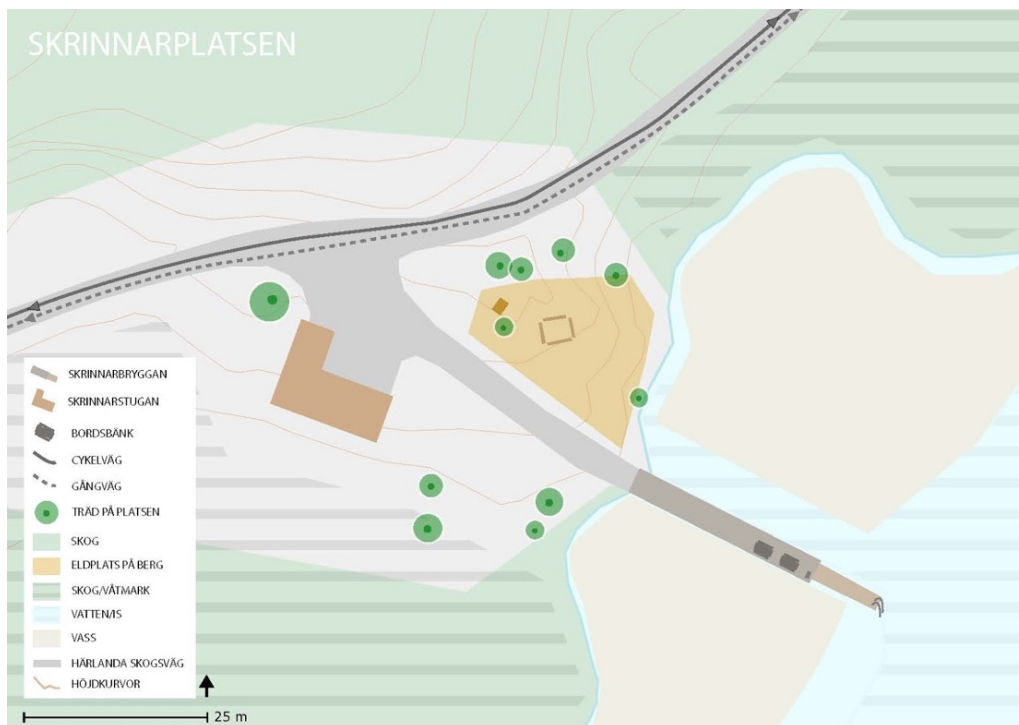 SKRINNARPLATSEN
SKRINNARBRYGGAN
SKRINNARSTUGAN
BORDSBÄNK
CYKELVÄG
GÅNGVÄG
TRÄD PÅ PLATSEN
SKOG
ELDPLATS PÅ BERG
SKOG/VÅTMARK
VATTEN/IS
VASS
HÄRLANDA SKOGSVÄG
HÖJDKURVOR
25 m